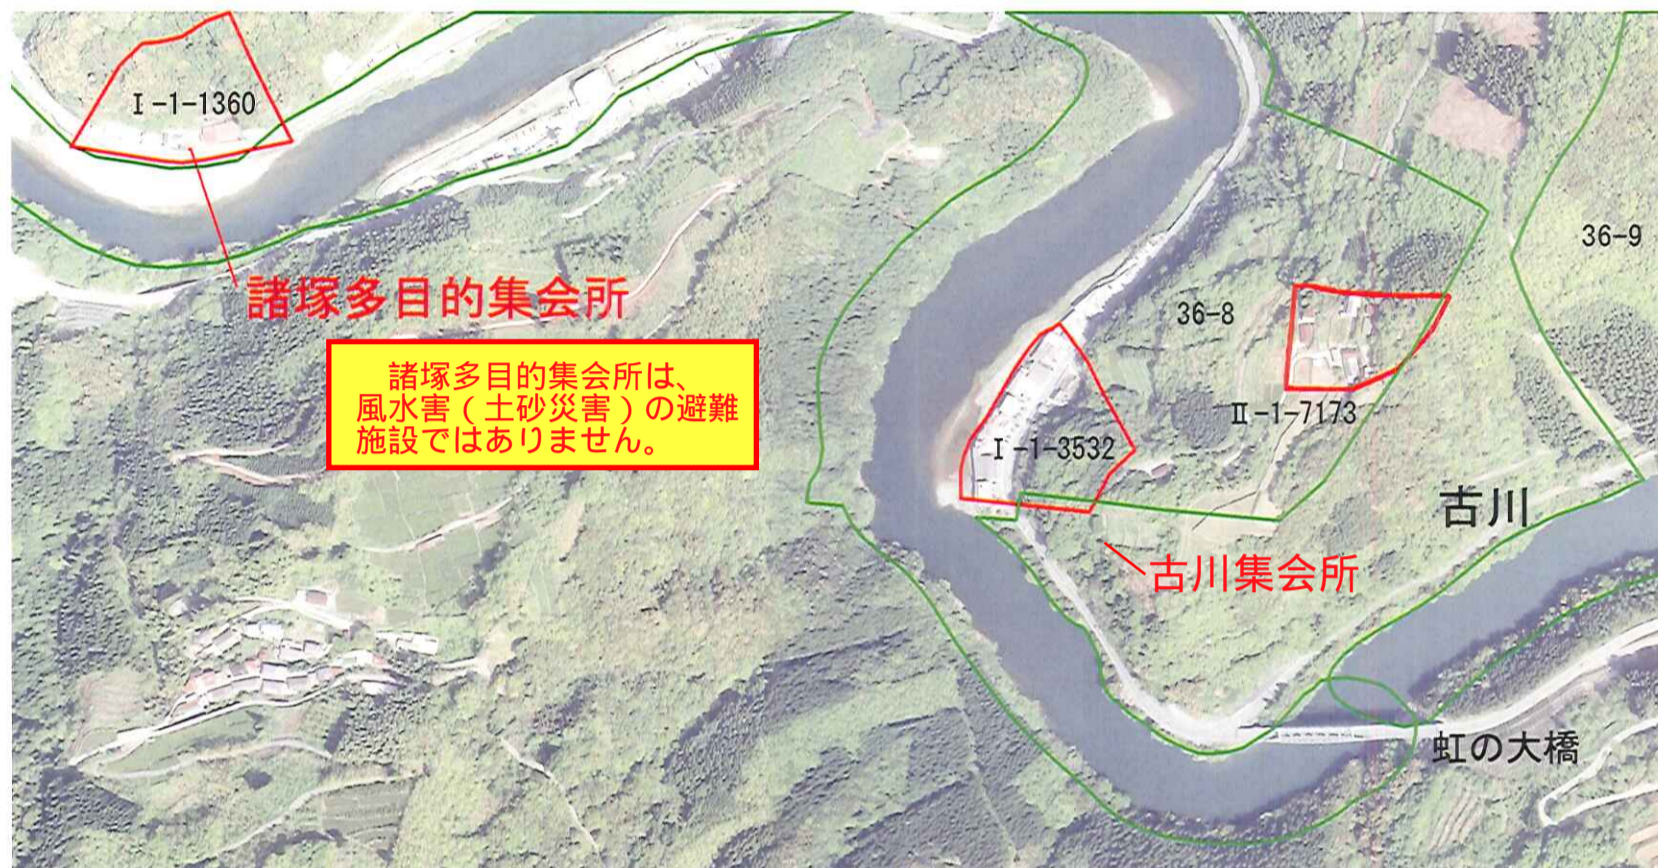 I-1-1360
諸塚多目的集会所
諸塚多目的集会所は、
風水害（土砂災害）の避難
施設ではありません。
36-9
36-8
Ⅱ-1-7173
I-1-3532
古川
古川集会所
虹の大橋